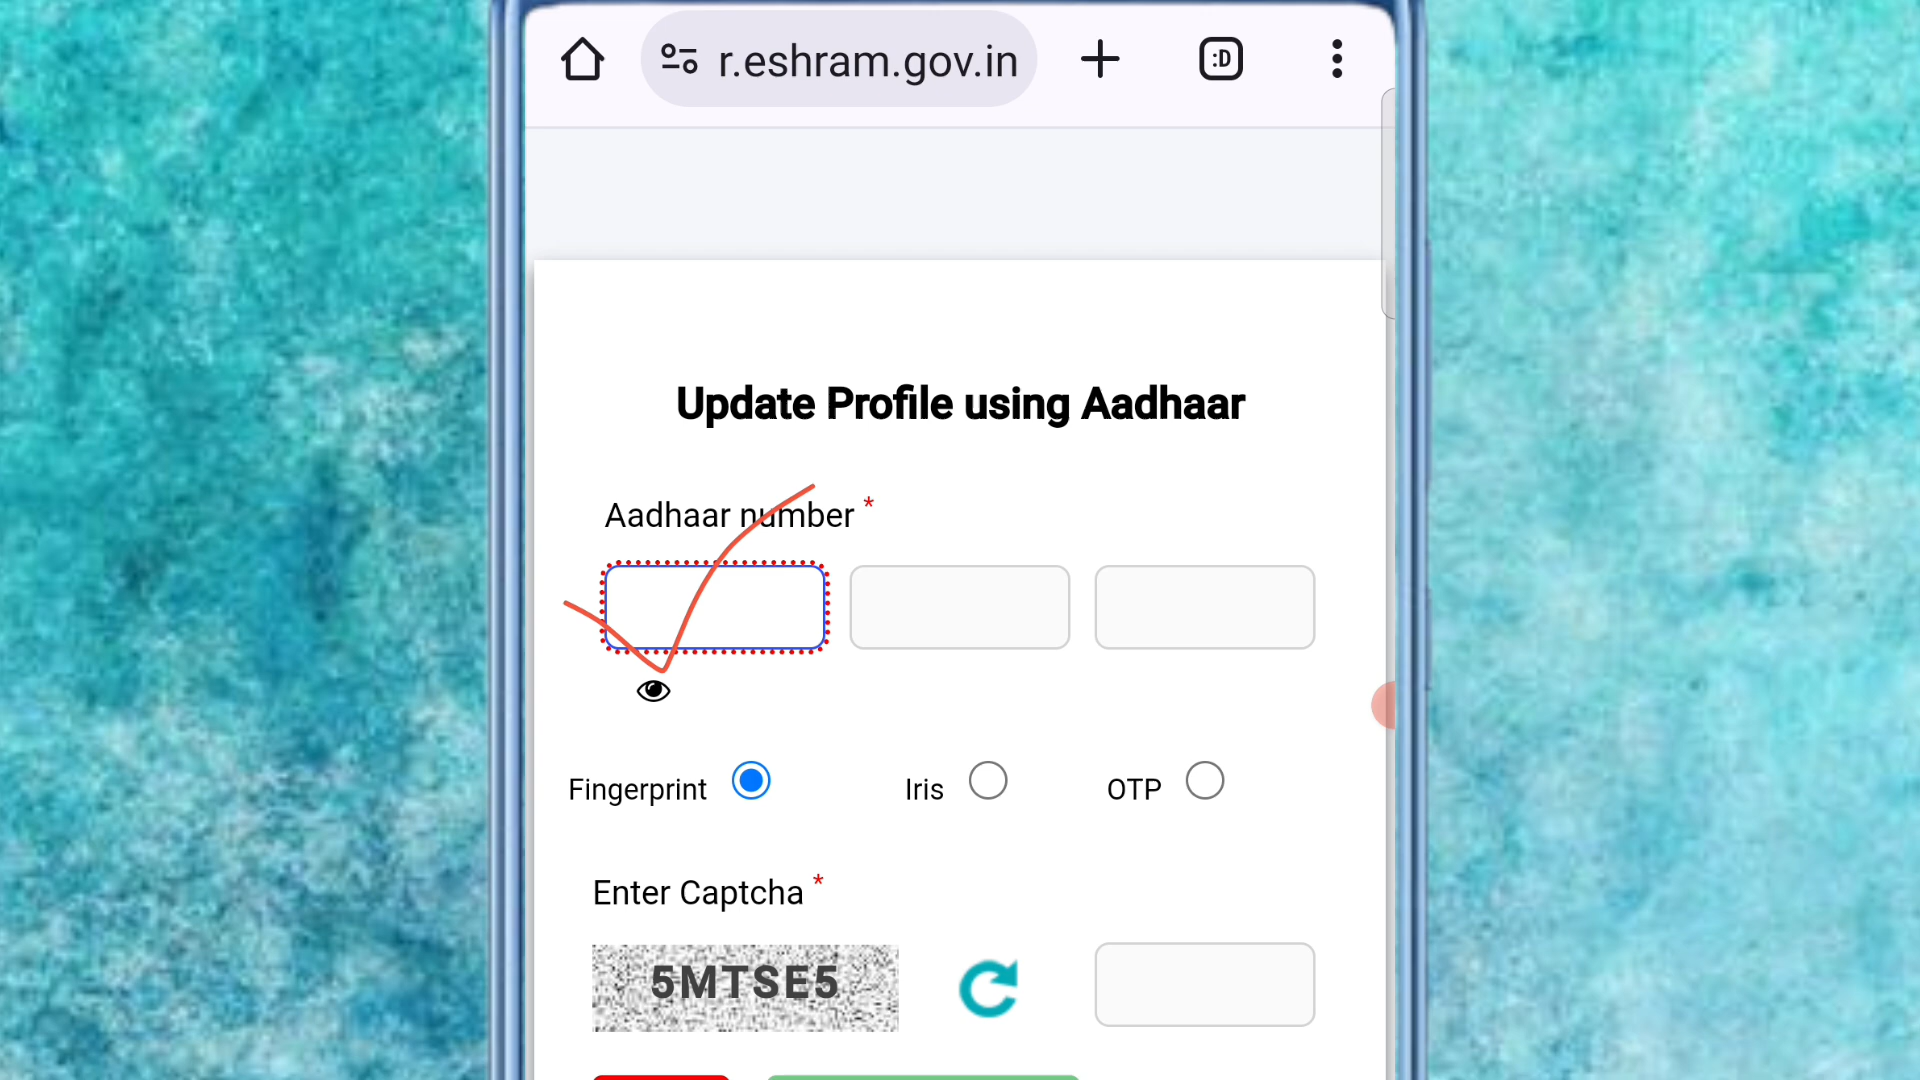 r.eshram.gov.in
:D
Update Profile using Aadhaar
Aadhaar number *
Fingerprint Iris OTP
Enter Captcha *
5MTSE5